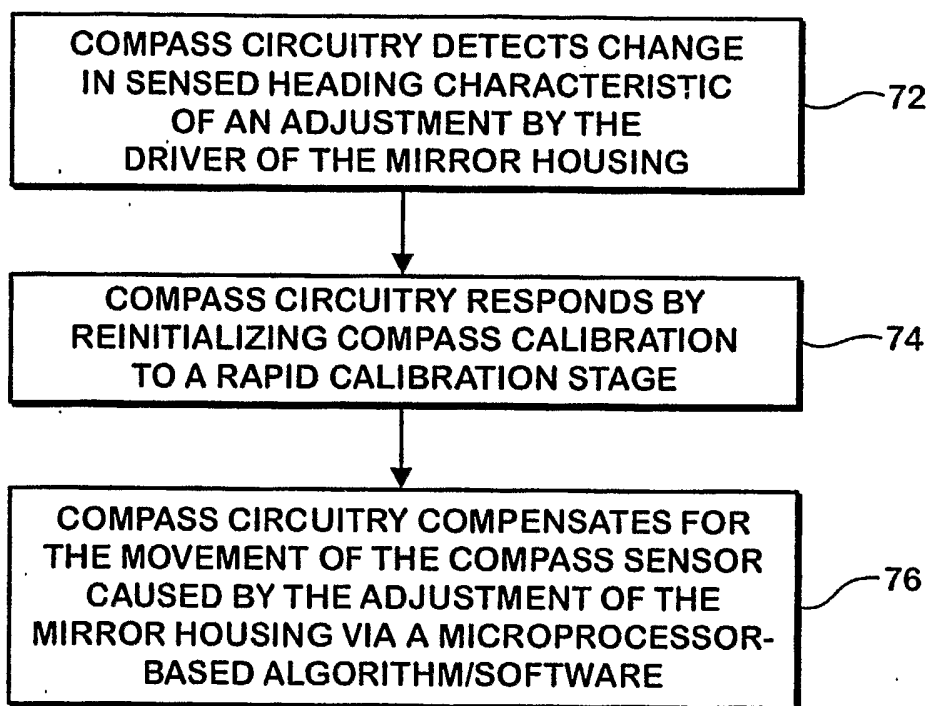 COMPASS CIRCUITRY DETECTS CHANGE
IN SENSED HEADING CHARACTERISTIC
OF AN ADJUSTMENT BY THE
DRIVER OF THE MIRROR HOUSING
72
COMPASS CIRCUITRY RESPONDS BY
REINITIALIZING COMPASS CALIBRATION
TO A RAPID CALIBRATION STAGE
74
COMPASS CIRCUITRY COMPENSATES FOR
THE MOVEMENT OF THE COMPASS SENSOR
CAUSED BY THE ADJUSTMENT OF THE
MIRROR HOUSING VIA A MICROPROCESSOR-
BASED ALGORITHM/SOFTWARE
76